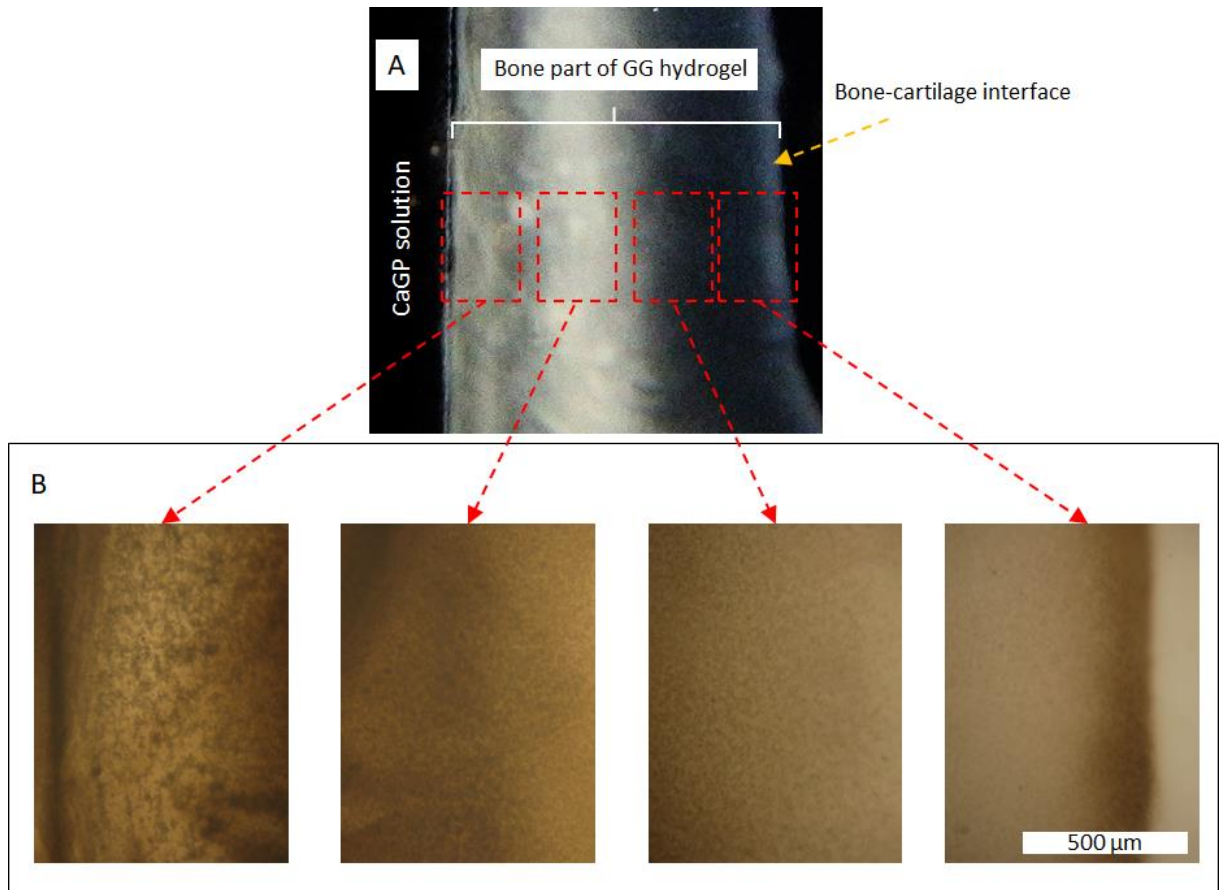 A
Bone part of GG hydrogel
Bone-cartilage interface
CaGP solution
B
500 µm